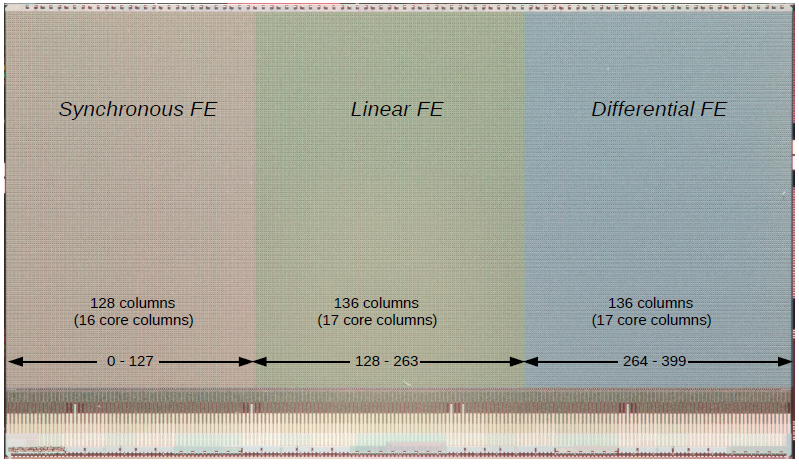 Synchronous FE
Linear FE
Differential FE
128 columns
(16 core columns)
136 columns
(17 core columns)
136 columns
(17 core columns)
0 - 127
128 - 263
264 - 399